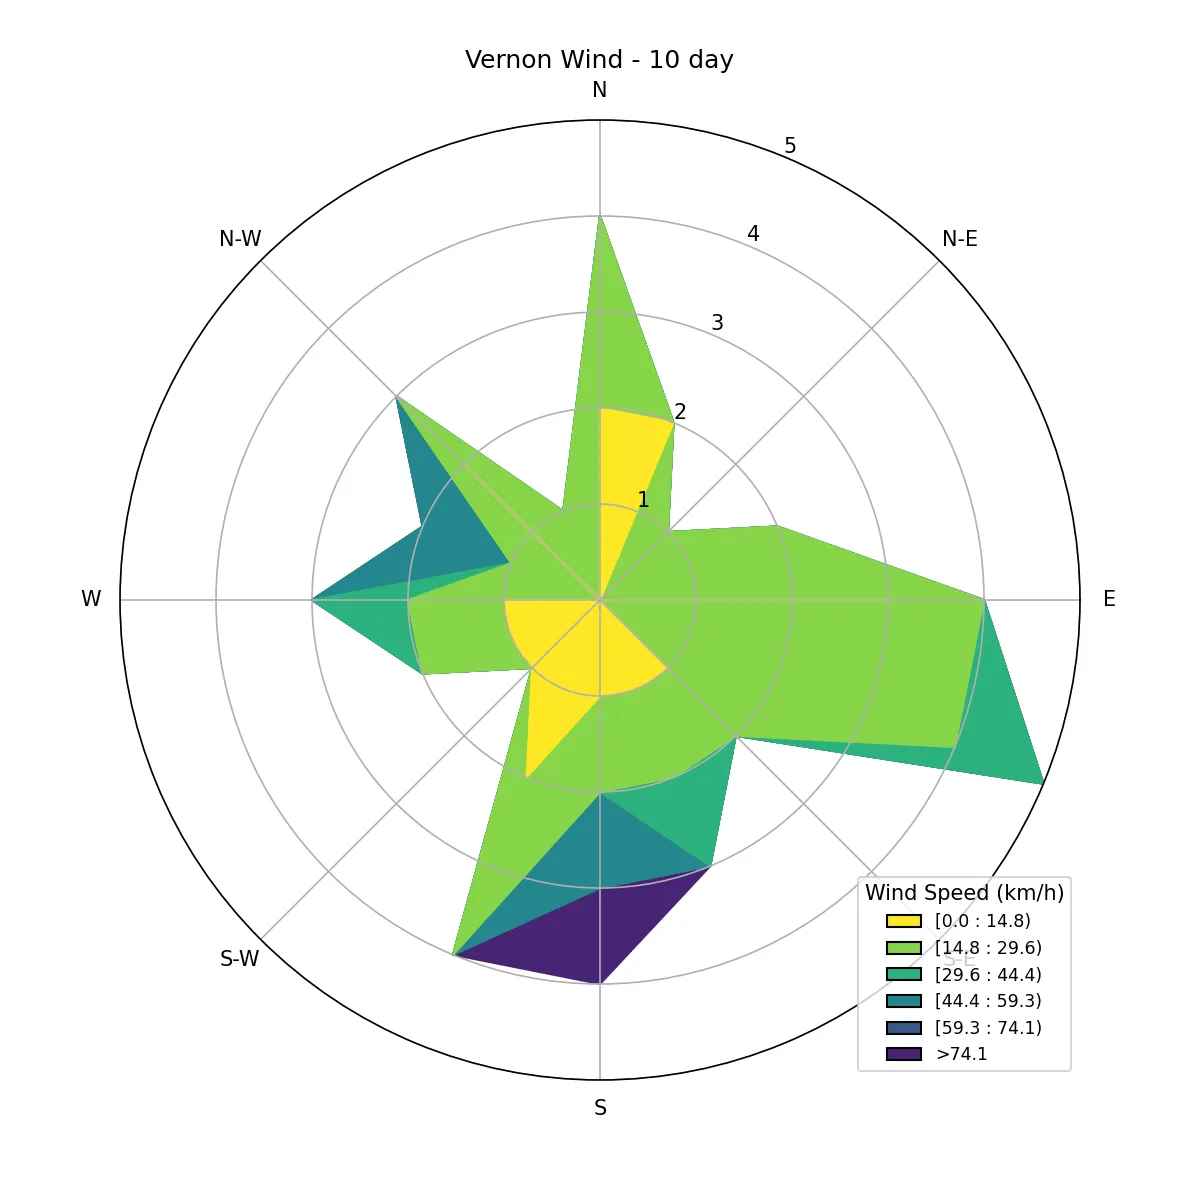 Vernon Wind - 10 day
N
5
N-W
4
N-E
3
2
1
W
E
Wind Speed (km/h)
[0.0 : 14.8)
[14.8 : 29.6)
S-W
S-E
[29.6 : 44.4)
[44.4 : 59.3)
[59.3 : 74.1)
>74.1
S